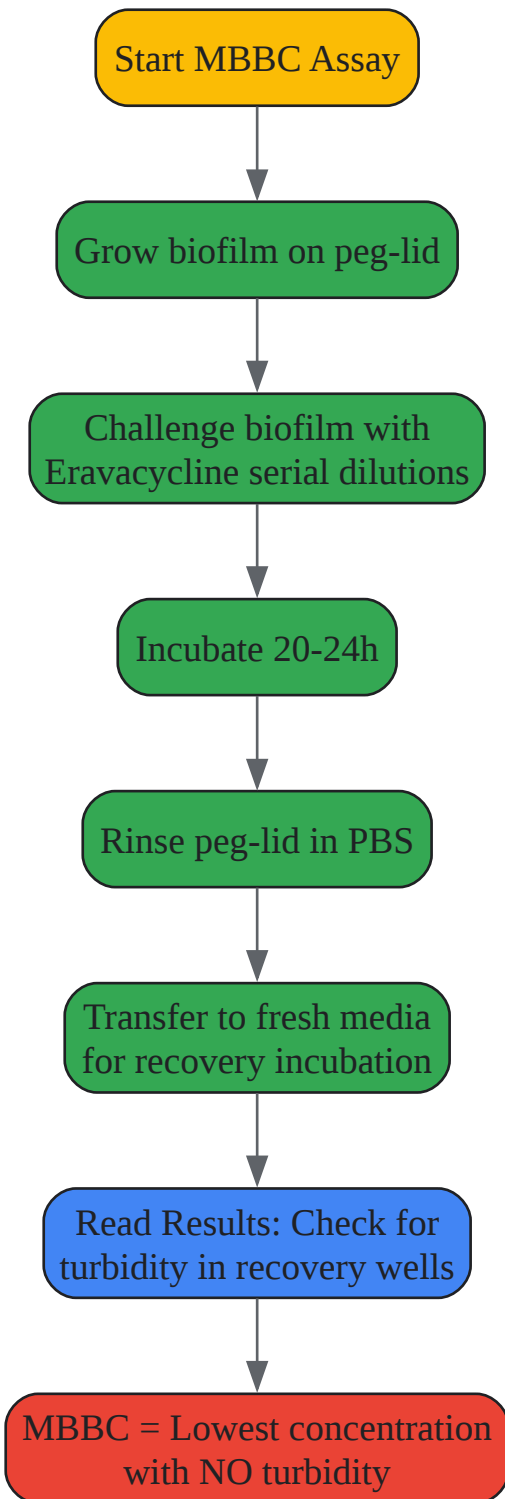 Start MBBC Assay
Grow biofilm on peg-lid
Challenge biofilm with
Eravacycline serial dilutions
Incubate 20-24h
Rinse peg-lid in PBS
Transfer to fresh media
for recovery incubation
Read Results: Check for
turbidity in recovery wells
MBBC = Lowest concentration
with NO turbidity